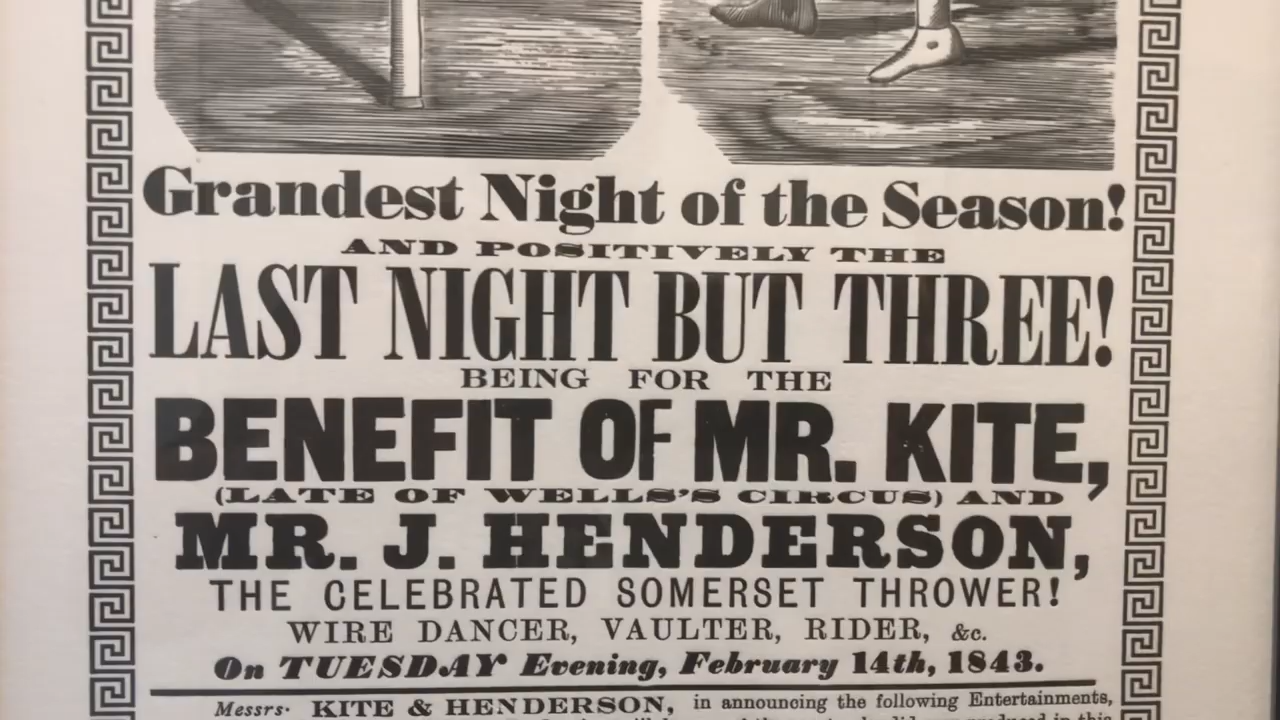 Grandest Night of the Season!
AND POSITIVELY THE
LAST NIGHT BUT THREE!
BEING FOR THE
BENEFIT OF MR. KITE,
(LATE OF WELLS'S CIRCUS) AND
MR. J. HENDERSON,
THE CELEBRATED SOMERSET THROWER!
WIRE DANCER, VAULTER, RIDER, &c.
On TUESDAY Evening, February 14th, 1843.
Messrs. KITE & HENDERSON, in announcing the following Entertainments,